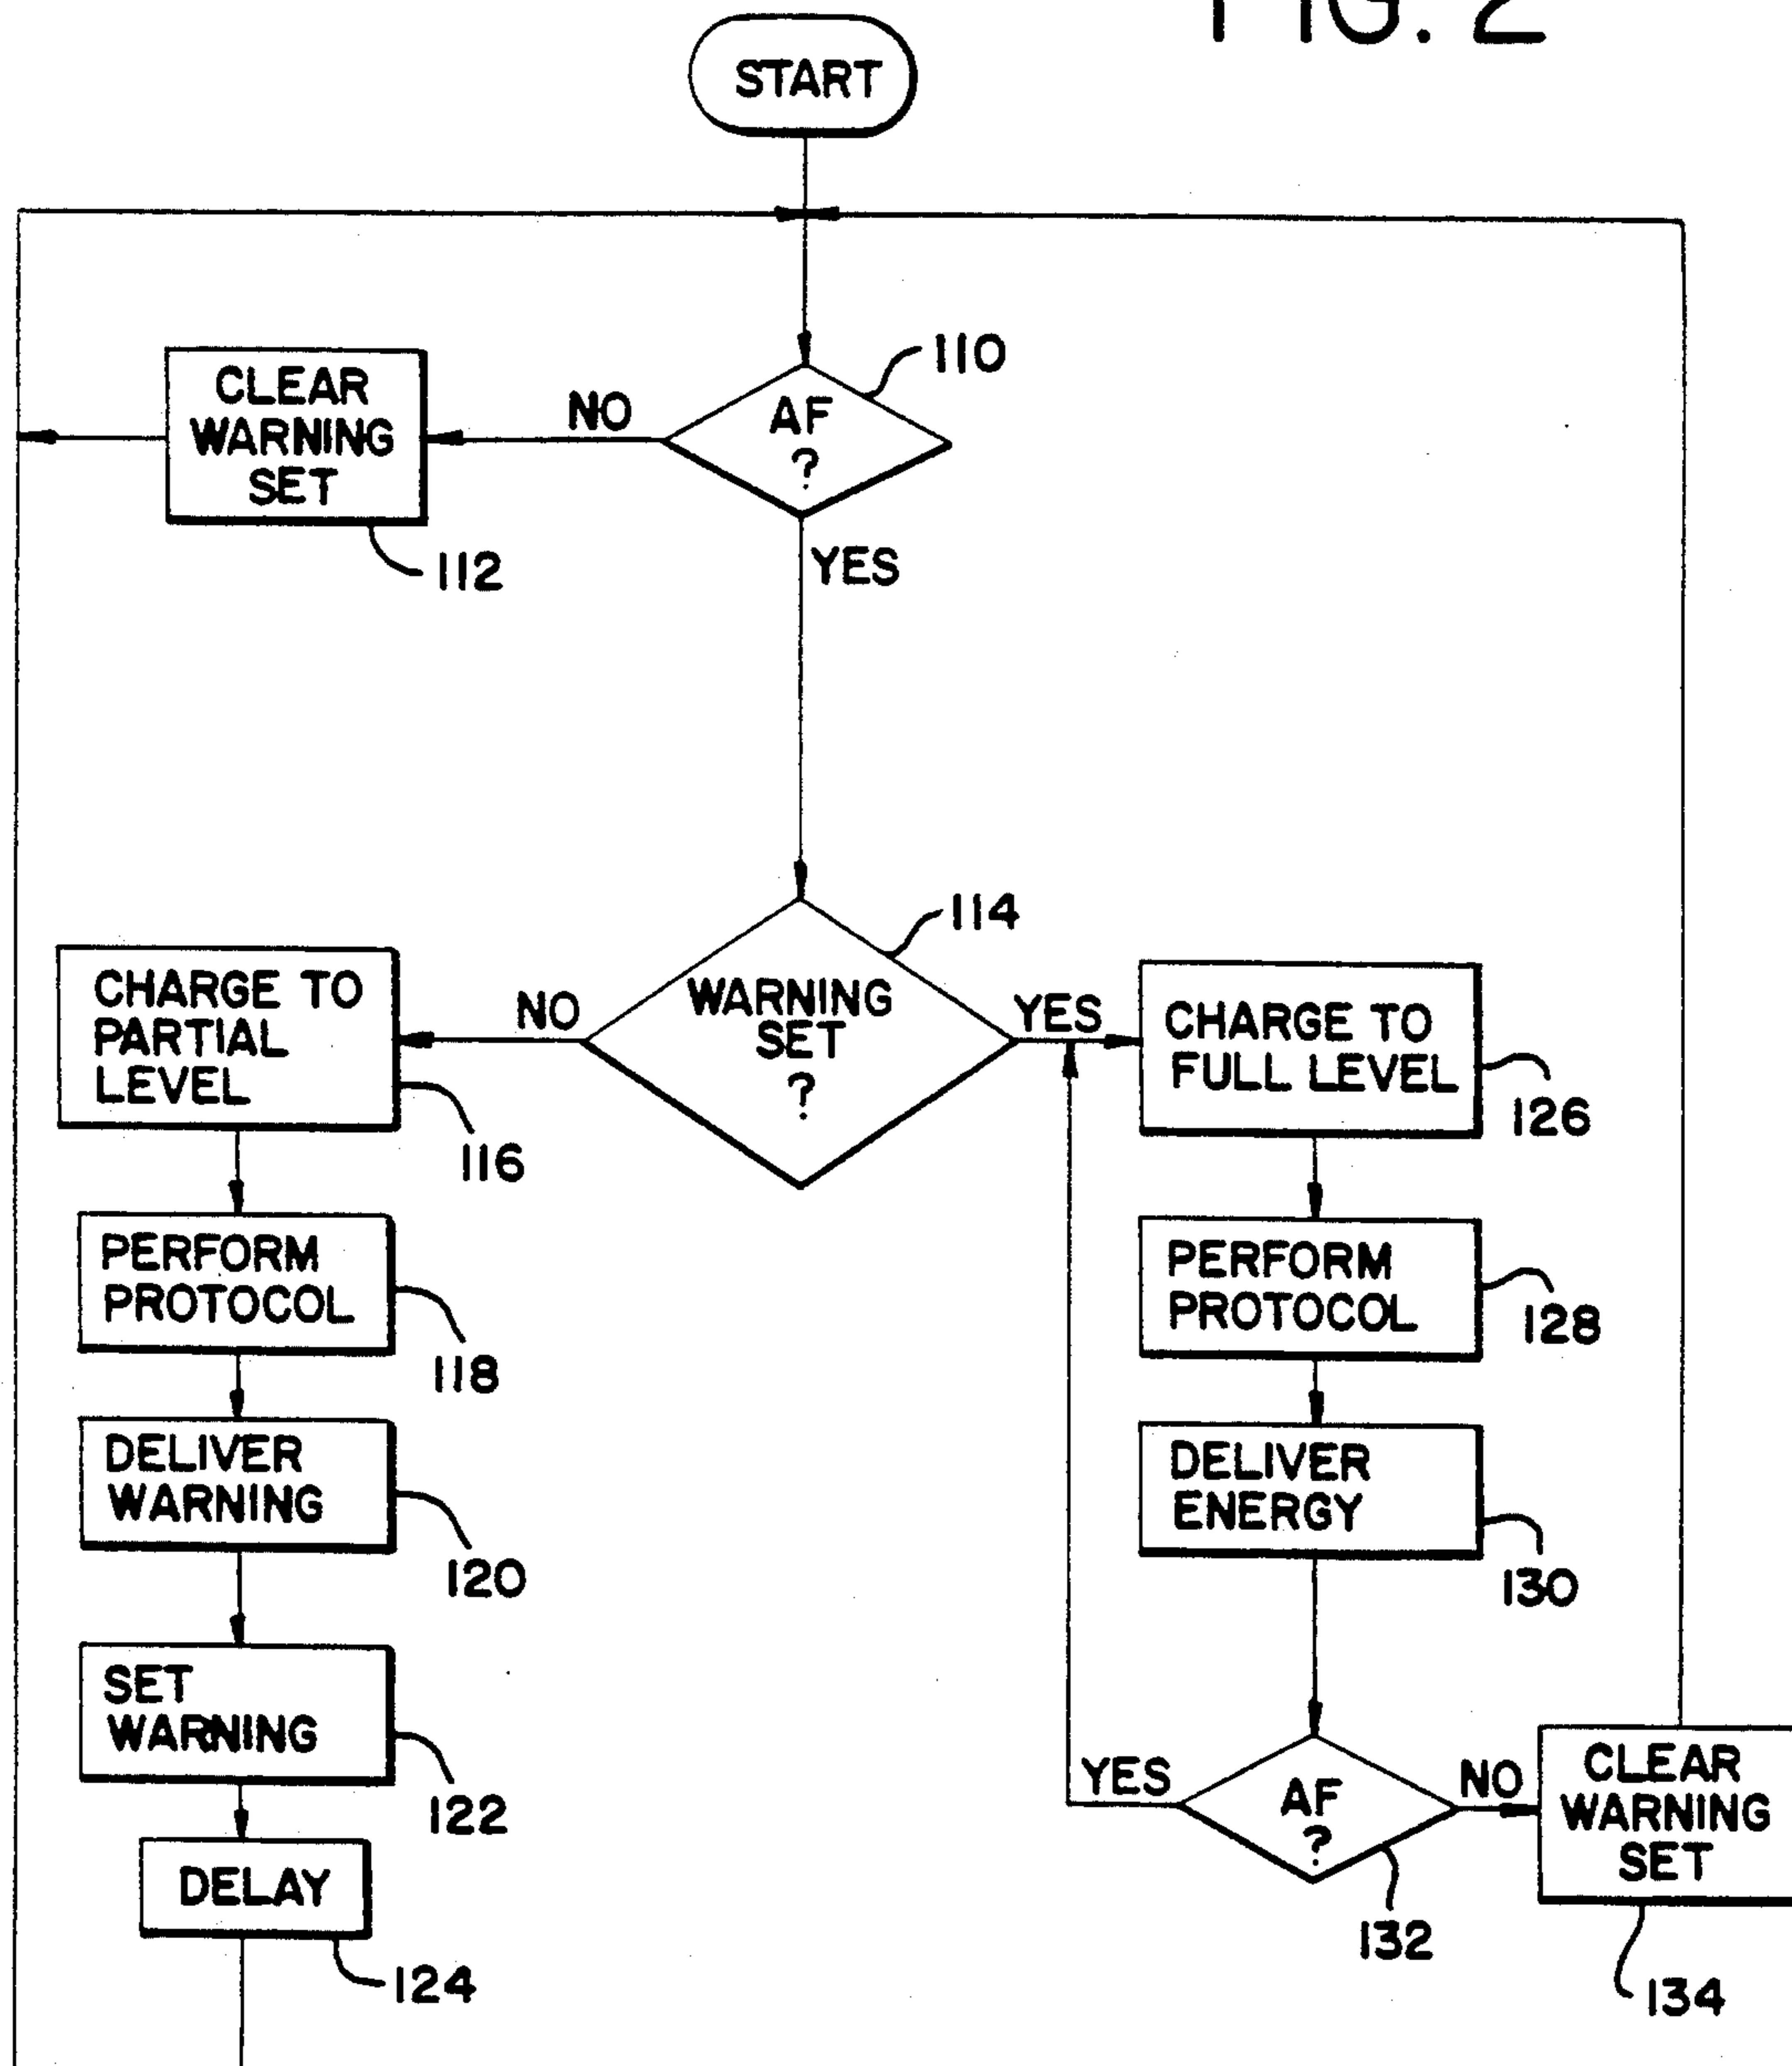 FIG. 2
START
110
AF
?
NO
CLEAR
WARNING
SET
112
YES
114
WARNING
SET
?
NO
YES
CHARGE TO
PARTIAL
LEVEL
116
CHARGE TO
FULL LEVEL
126
PERFORM
PROTOCOL
118
PERFORM
PROTOCOL
128
DELIVER
WARNING
120
DELIVER
ENERGY
130
SET
WARNING
122
YES
AF
?
NO
132
CLEAR
WARNING
SET
134
DELAY
124